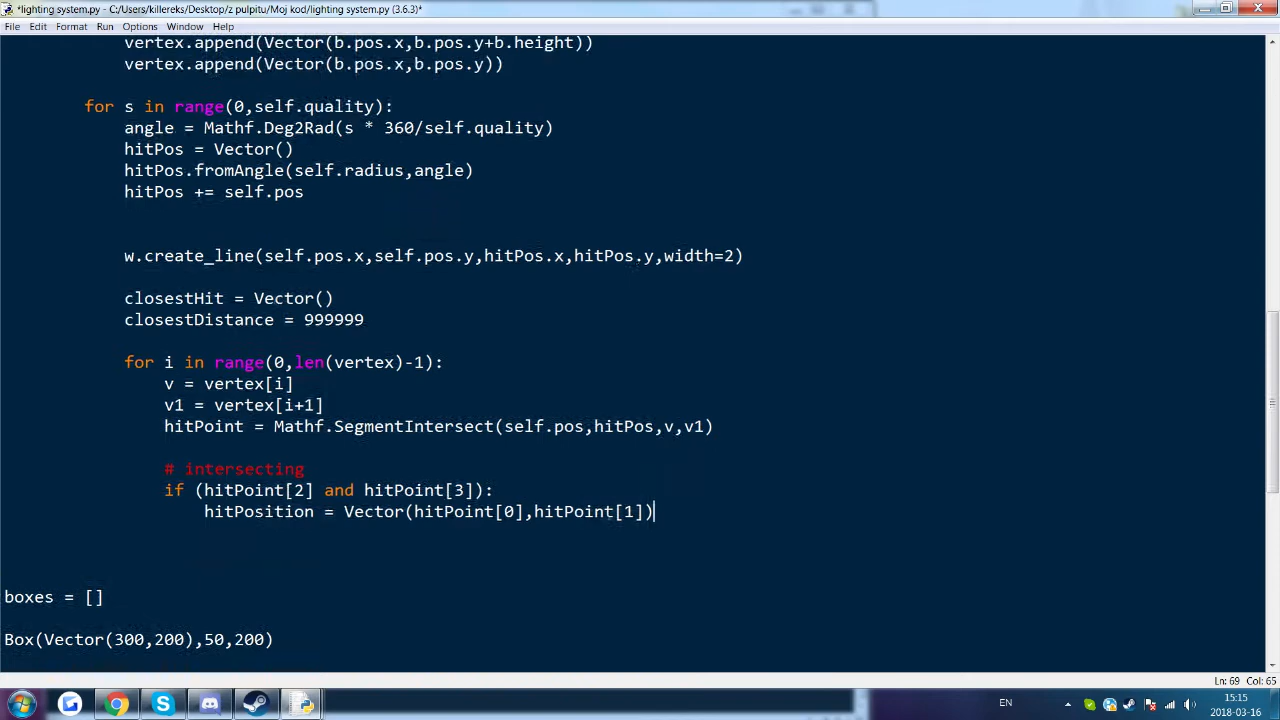 *lighting system.py - C:/Users/killereks/Desktop/z pulpitu/Moj kod/lighting system.py (3.6.3)*
File Edit Format Run Options Window Help
vertex.append(Vector(b.pos.x,b.pos.y+b.height))
vertex.append(Vector(b.pos.x,b.pos.y))
for s in range(0,self.quality):
angle = Mathf.Deg2Rad(s * 360/self.quality)
hitPos = Vector()
hitPos.fromAngle(self.radius,angle)
hitPos += self.pos
w.create_line(self.pos.x,self.pos.y,hitPos.x,hitPos.y,width=2)
closestHit = Vector()
closestDistance = 999999
for i in range(0,len(vertex)-1):
v = vertex[i]
v1 = vertex[i+1]
hitPoint = Mathf.SegmentIntersect(self.pos,hitPos,v,v1)
# intersecting
if (hitPoint[2] and hitPoint[3]):
hitPosition = Vector(hitPoint[0],hitPoint[1])
boxes = []
Box(Vector(300,200),50,200)
Ln: 69 Col: 65
EN
15:15
2018-03-16